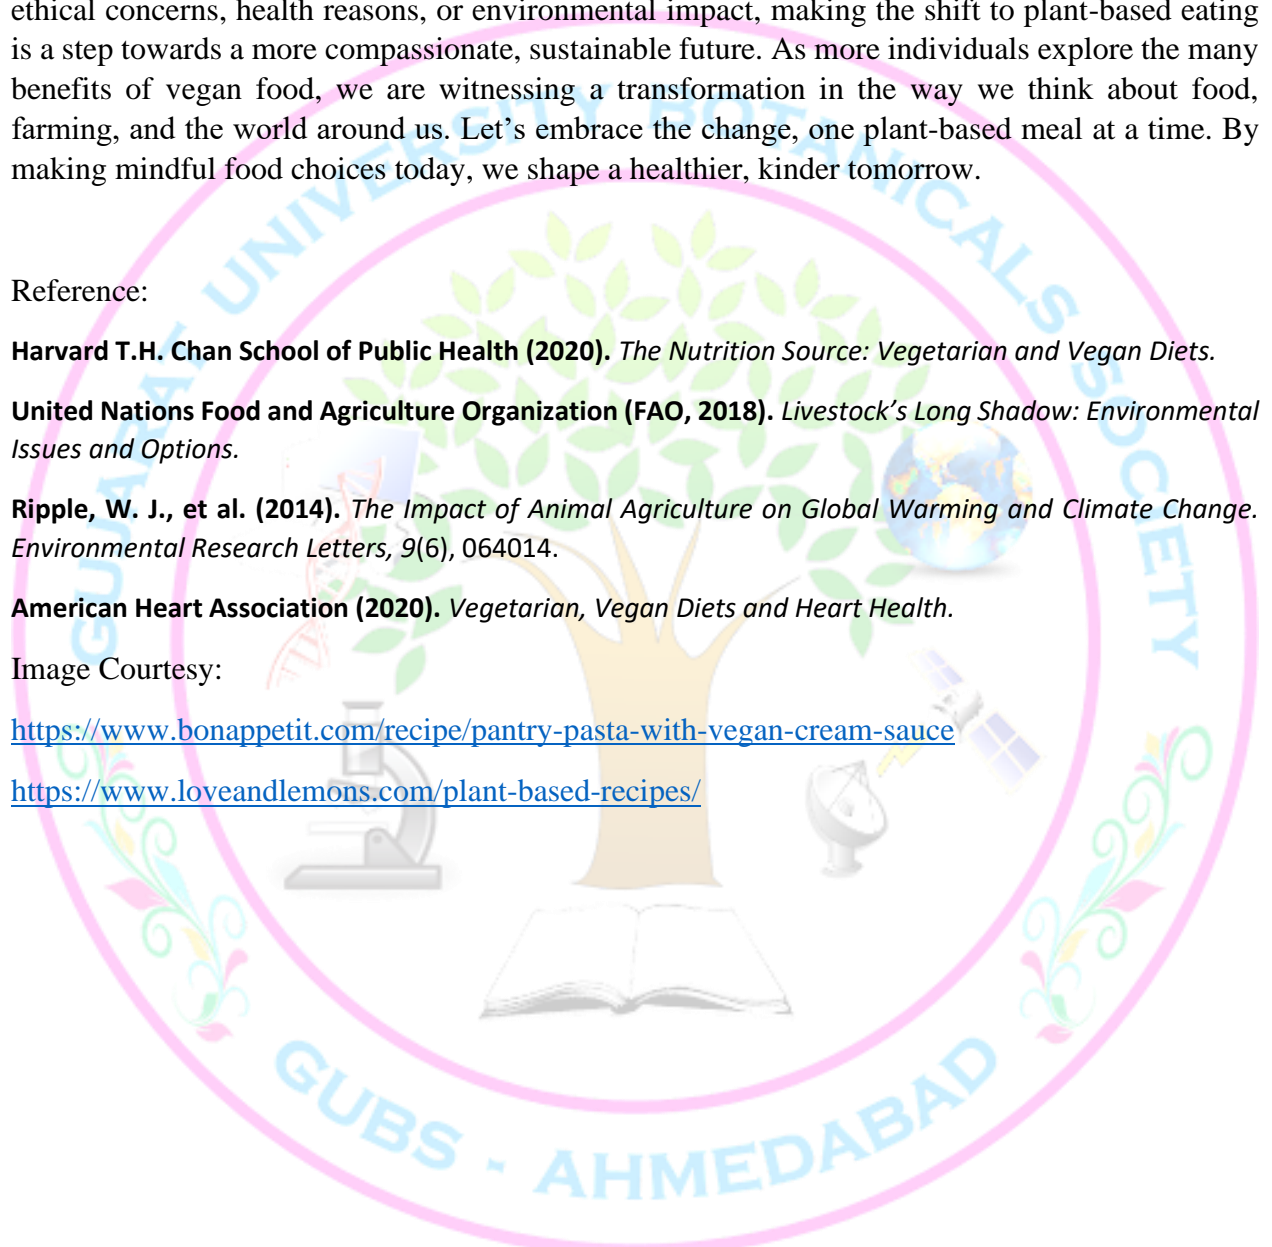 ethical concerns, health reasons, or environmental impact, making the shift to plant-based eating
is a step towards a more compassionate, sustainable future. As more individuals explore the many
benefits of vegan food, we are witnessing a transformation in the way we think about food,
farming, and the world around us. Let’s embrace the change, one plant-based meal at a time. By
making mindful food choices today, we shape a healthier, kinder tomorrow.
Reference:
Harvard T.H. Chan School of Public Health (2020). The Nutrition Source: Vegetarian and Vegan Diets.
United Nations Food and Agriculture Organization (FAO, 2018). Livestock’s Long Shadow: Environmental
Issues and Options.
Ripple, W. J., et al. (2014). The Impact of Animal Agriculture on Global Warming and Climate Change.
Environmental Research Letters, 9(6), 064014.
American Heart Association (2020). Vegetarian, Vegan Diets and Heart Health.
Image Courtesy:
https://www.bonappetit.com/recipe/pantry-pasta-with-vegan-cream-sauce
https://www.loveandlemons.com/plant-based-recipes/
GUJARAT UNIVERSITY BOTANICALS SOCIETY
GUBS - AHMEDABAD